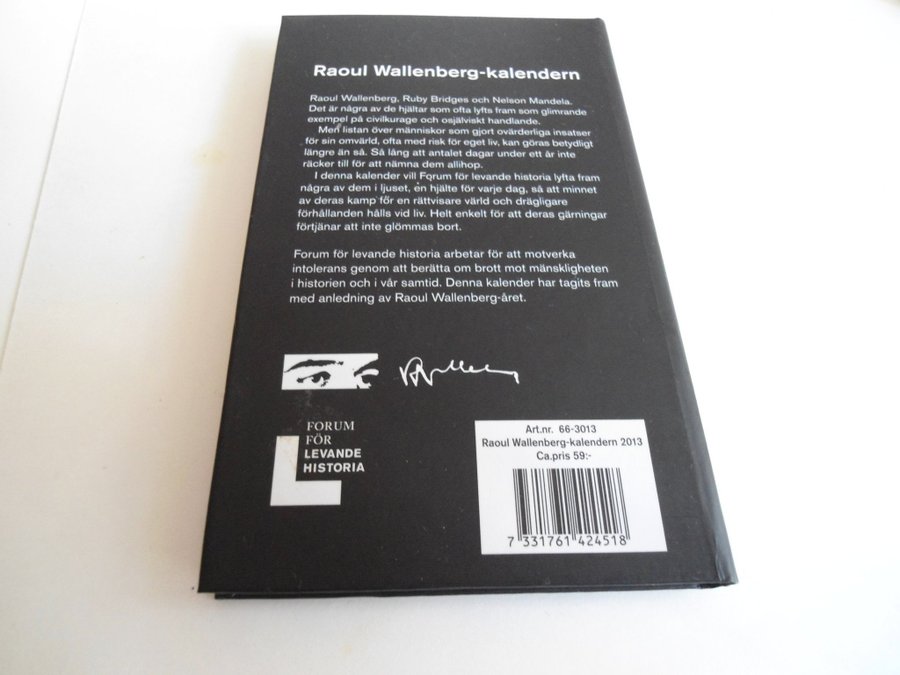 Raoul Wallenberg-kalendern
Raoul Wallenberg, Ruby Bridges och Nelson Mandela.
Det är några av de hjältar som ofta lyfts fram som glimrande
exempel på civilkurage och osjälviskt handlande.
Men listan över människor som gjort ovärderliga insatser
för sin omvärld, ofta med risk för eget liv, kan göras betydligt
längre än så. Så lång att antalet dagar under ett år inte
räcker till för att nämna dem allihop.
I denna kalender vill Forum för levande historia lyfta fram
några av dem i ljuset, en hjälte för varje dag, så att minnet
av deras kamp för en rättvisare värld och drägligare
förhållanden hålls vid liv. Helt enkelt för att deras gärningar
förtjänar att inte glömmas bort.
Forum för levande historia arbetar för att motverka
intolerans genom att berätta om brott mot mänskligheten
i historien och i vår samtid. Denna kalender har tagits fram
med anledning av Raoul Wallenberg-året.
FORUM
FÖR
LEVANDE
HISTORIA
Art.nr. 66-3013
Raoul Wallenberg-kalendern 2013
Ca.pris 59:-
7 331761 424518